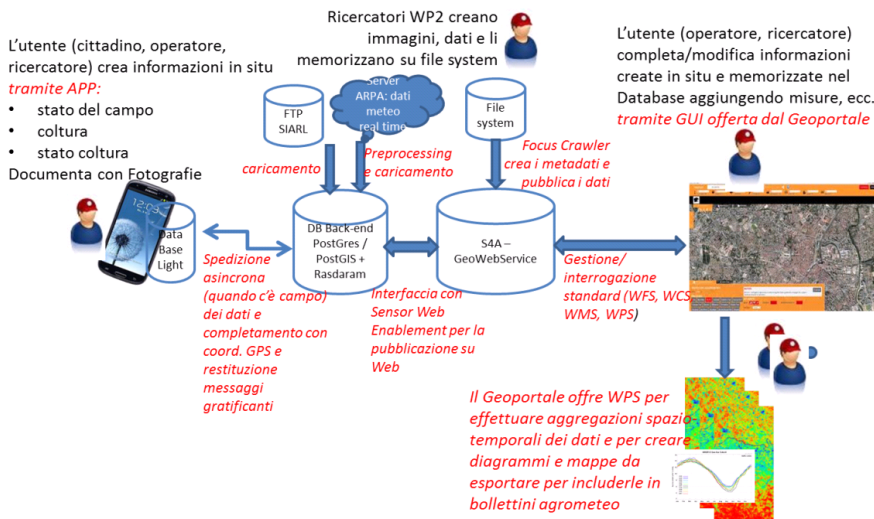 L'utente (cittadino, operatore,
ricercatore) crea informazioni in situ
tramite APP:
• stato del campo
• coltura
• stato coltura
Documenta con Fotografie
Ricercatori WP2 creano
immagini, dati e li
memorizzano su file system
L'utente (operatore, ricercatore)
completa/modifica informazioni
create in situ e memorizzate nel
Database aggiungendo misure, ecc.
tramite GUI offerta dal Geoportale
FTP
SIARL
Server
ARPA: dati
meteo
real time
File
system
caricamento
Preprocessing
e caricamento
Focus Crawler
crea i metadati e
pubblica i dati
12:03
Data
Base
Light
DB Back-end
PostGres /
PostGIS +
Rasdaram
S4A –
GeoWebService
Spedizione
asincrona
(quando c'è campo)
dei dati e
completamento con
coord. GPS e
restituzione
messaggi
gratificanti
Interfaccia con
Sensor Web
Enablement per la
pubblicazione su
Web
Gestione/
interrogazione
standard (WFS, WCS,
WMS, WPS)
Il Geoportale offre WPS per
effettuare aggregazioni spazio-
temporali dei dati e per creare
diagrammi e mappe da
esportare per includerle in
bollettini agrometeo